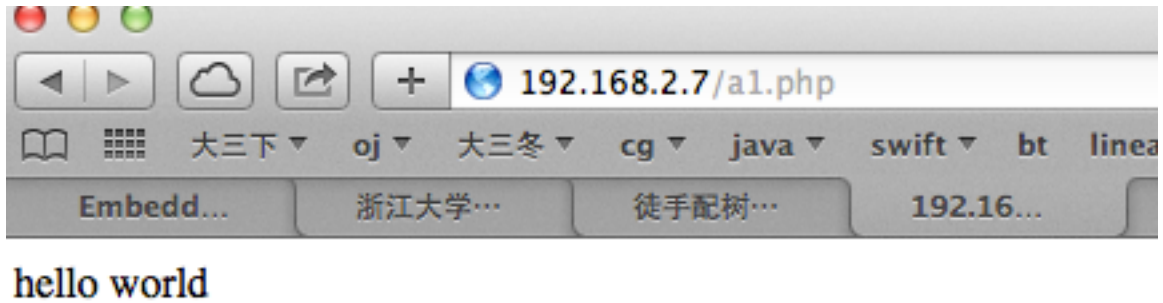 192.168.2.7/a1.php
大三下 oj 大三冬 cg java swift bt linea
Embedd... 浙江大学… 徒手配树… 192.16...
hello world